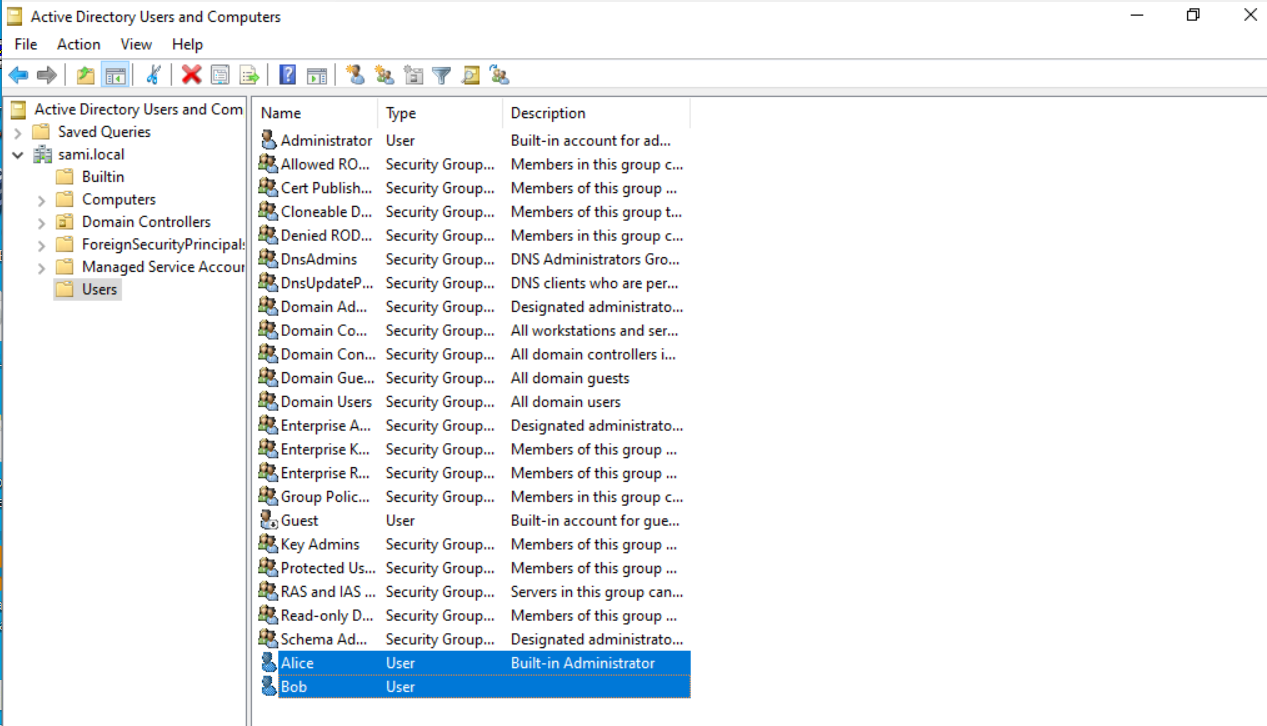 Active Directory Users and Computers
File Action View Help
Active Directory Users and Com
Saved Queries
sami.local
Builtin
Computers
Domain Controllers
ForeignSecurityPrincipals
Managed Service Accour
Users
Name Type Description
Administrator User Built-in account for ad...
Allowed RO... Security Group... Members in this group c...
Cert Publish... Security Group... Members of this group ...
Cloneable D... Security Group... Members of this group t...
Denied ROD... Security Group... Members in this group c...
DnsAdmins Security Group... DNS Administrators Gro...
DnsUpdateP... Security Group... DNS clients who are per...
Domain Ad... Security Group... Designated administrato...
Domain Co... Security Group... All workstations and ser...
Domain Con... Security Group... All domain controllers i...
Domain Gue... Security Group... All domain guests
Domain Users Security Group... All domain users
Enterprise A... Security Group... Designated administrato...
Enterprise K... Security Group... Members of this group ...
Enterprise R... Security Group... Members of this group ...
Group Polic... Security Group... Members in this group c...
Guest User Built-in account for gue...
Key Admins Security Group... Members of this group ...
Protected Us... Security Group... Members of this group ...
RAS and IAS ... Security Group... Servers in this group can...
Read-only D... Security Group... Members of this group ...
Schema Ad... Security Group... Designated administrato...
Alice User Built-in Administrator
Bob User